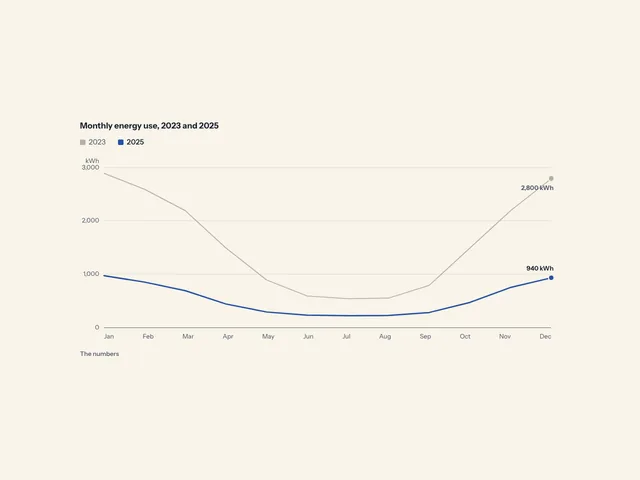 Monthly energy use, 2023 and 2025
2023 2025
kWh
3,000
2,800 kWh
2,000
1,000
940 kWh
0
Jan Feb Mar Apr May Jun Jul Aug Sep Oct Nov Dec
The numbers